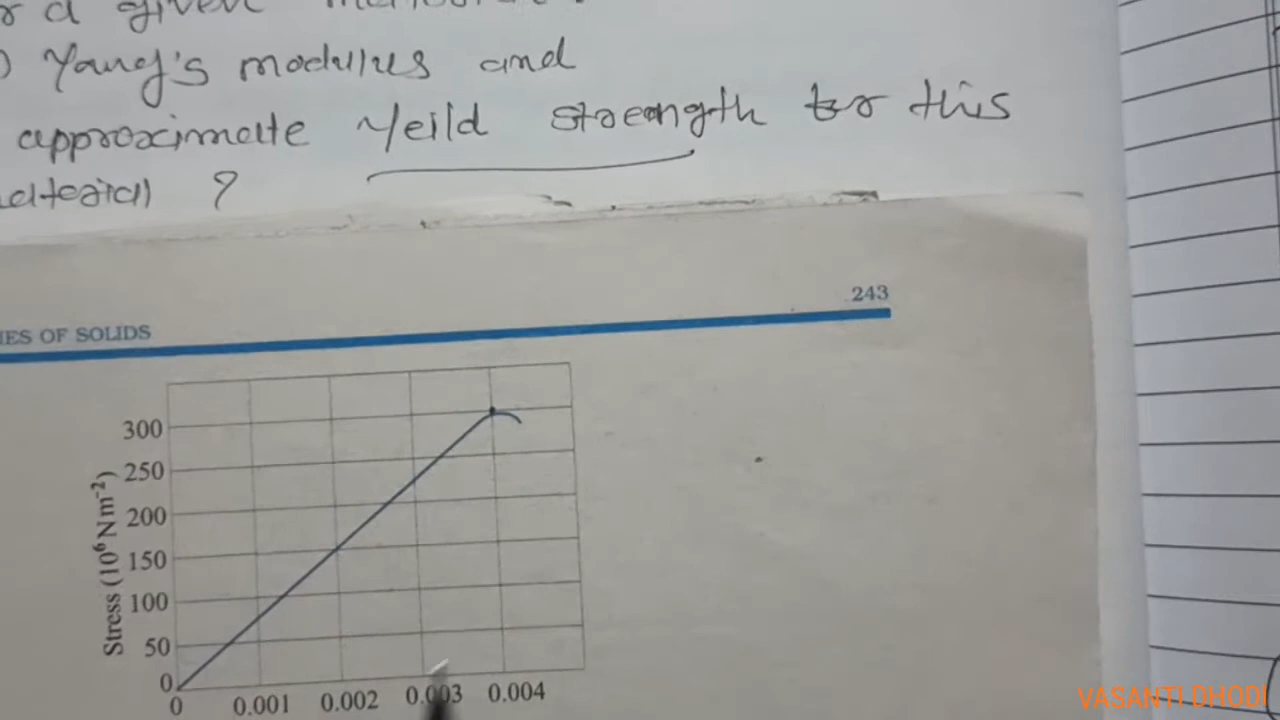 Young's modulus and
approximate Yeild strength for this
243
IES OF SOLIDS
300
250
200
150
100
50
0
Stress (10⁶ N m⁻²)
0 0.001 0.002 0.003 0.004
VASANTI DHODI